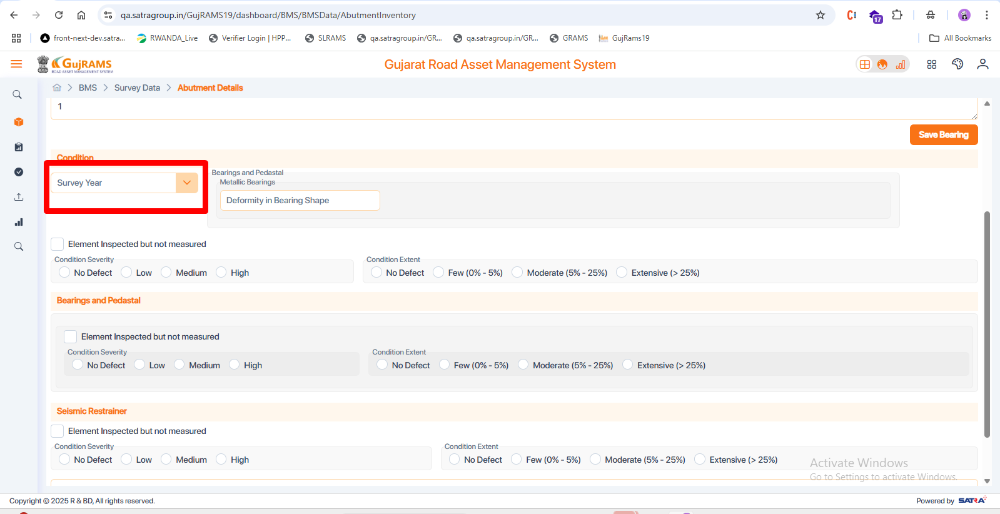 qa.satragroup.in/GujRAMS19/dashboard/BMS/BMSData/AbutmentInventory
17
front-next-dev.satra... RWANDA_Live Verifier Login | HPP... SLRAMS qa.satragroup.in/GR... qa.satragroup.in/GR... GRAMS GujRams19 All Bookmarks
GujRAMS
ROAD ASSET MANAGEMENT SYSTEM
Gujarat Road Asset Management System
BMS Survey Data Abutment Details
1
Save Bearing
Condition
Survey Year
Bearings and Pedastal
Metallic Bearings
Deformity in Bearing Shape
Element Inspected but not measured
Condition Severity Condition Extent
No Defect Low Medium High No Defect Few (0% - 5%) Moderate (5% - 25%) Extensive (> 25%)
Bearings and Pedastal
Element Inspected but not measured
Condition Severity Condition Extent
No Defect Low Medium High No Defect Few (0% - 5%) Moderate (5% - 25%) Extensive (> 25%)
Seismic Restrainer
Element Inspected but not measured
Condition Severity Condition Extent
No Defect Low Medium High No Defect Few (0% - 5%) Moderate (5% - 25%) Extensive (> 25%)
Activate Windows
Go to Settings to activate Windows.
Copyright © 2025 R & BD, All rights reserved. Powered by SATRA